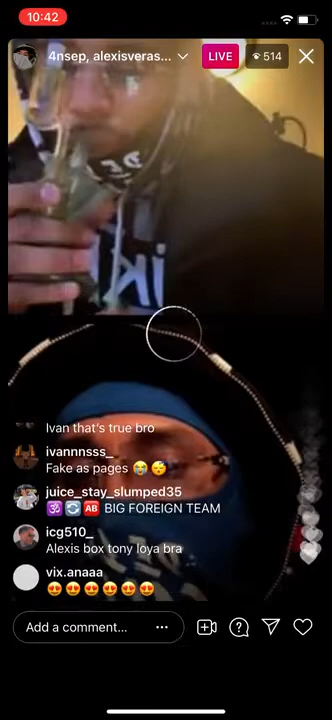 10:42
4nsep, alexisveras...
LIVE
514
Ivan that's true bro
ivannnsss_
Fake as pages 😭😴
juice_stay_slumped35
🕉🔄🆎 BIG FOREIGN TEAM
icg510_
Alexis box tony loya bra
vix.anaaa
😍😍😍😍😍😍
Add a comment...